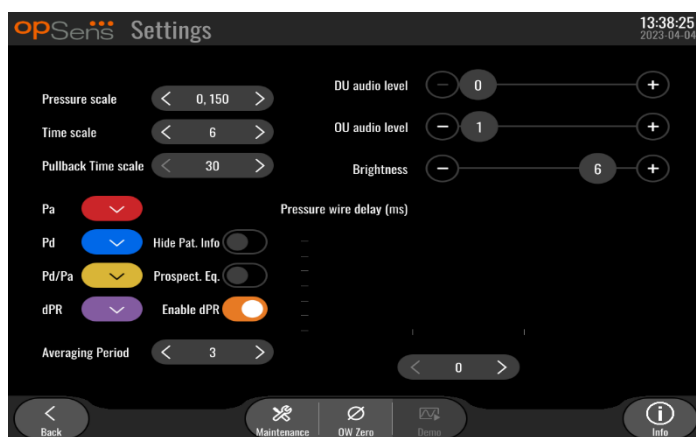 opSens Settings
13:38:25
2023-04-04
Pressure scale 0, 150
Time scale 6
Pullback Time scale 30
DU audio level 0
OU audio level 1
Brightness 6
Pa
Pd Hide Pat. Info
Pd/Pa Prospect. Eq.
dPR Enable dPR
Averaging Period 3
Pressure wire delay (ms)
0
Back
Maintenance
OW Zero
Demo
Info